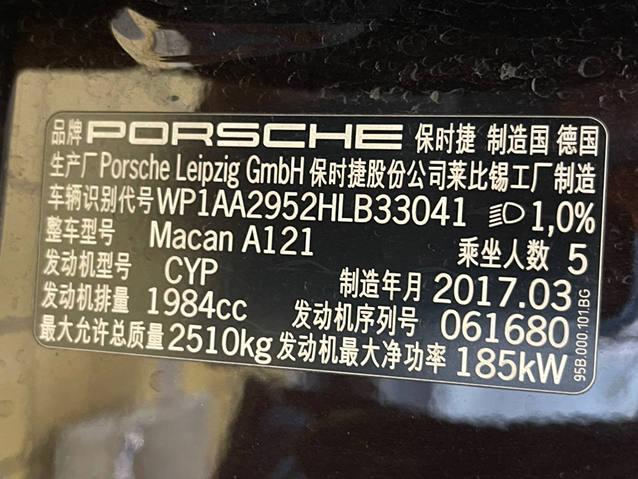 品牌 PORSCHE 保时捷 制造国 德国
生产厂 Porsche Leipzig GmbH 保时捷股份公司莱比锡工厂制造
车辆识别代号 WP1AA2952HLB33041 1,0%
整车型号 Macan A121 乘坐人数 5
发动机型号 CYP 制造年月 2017.03
发动机排量 1984cc 发动机序列号 061680
最大允许总质量 2510kg 发动机最大净功率 185kW
95B.000.101.BG